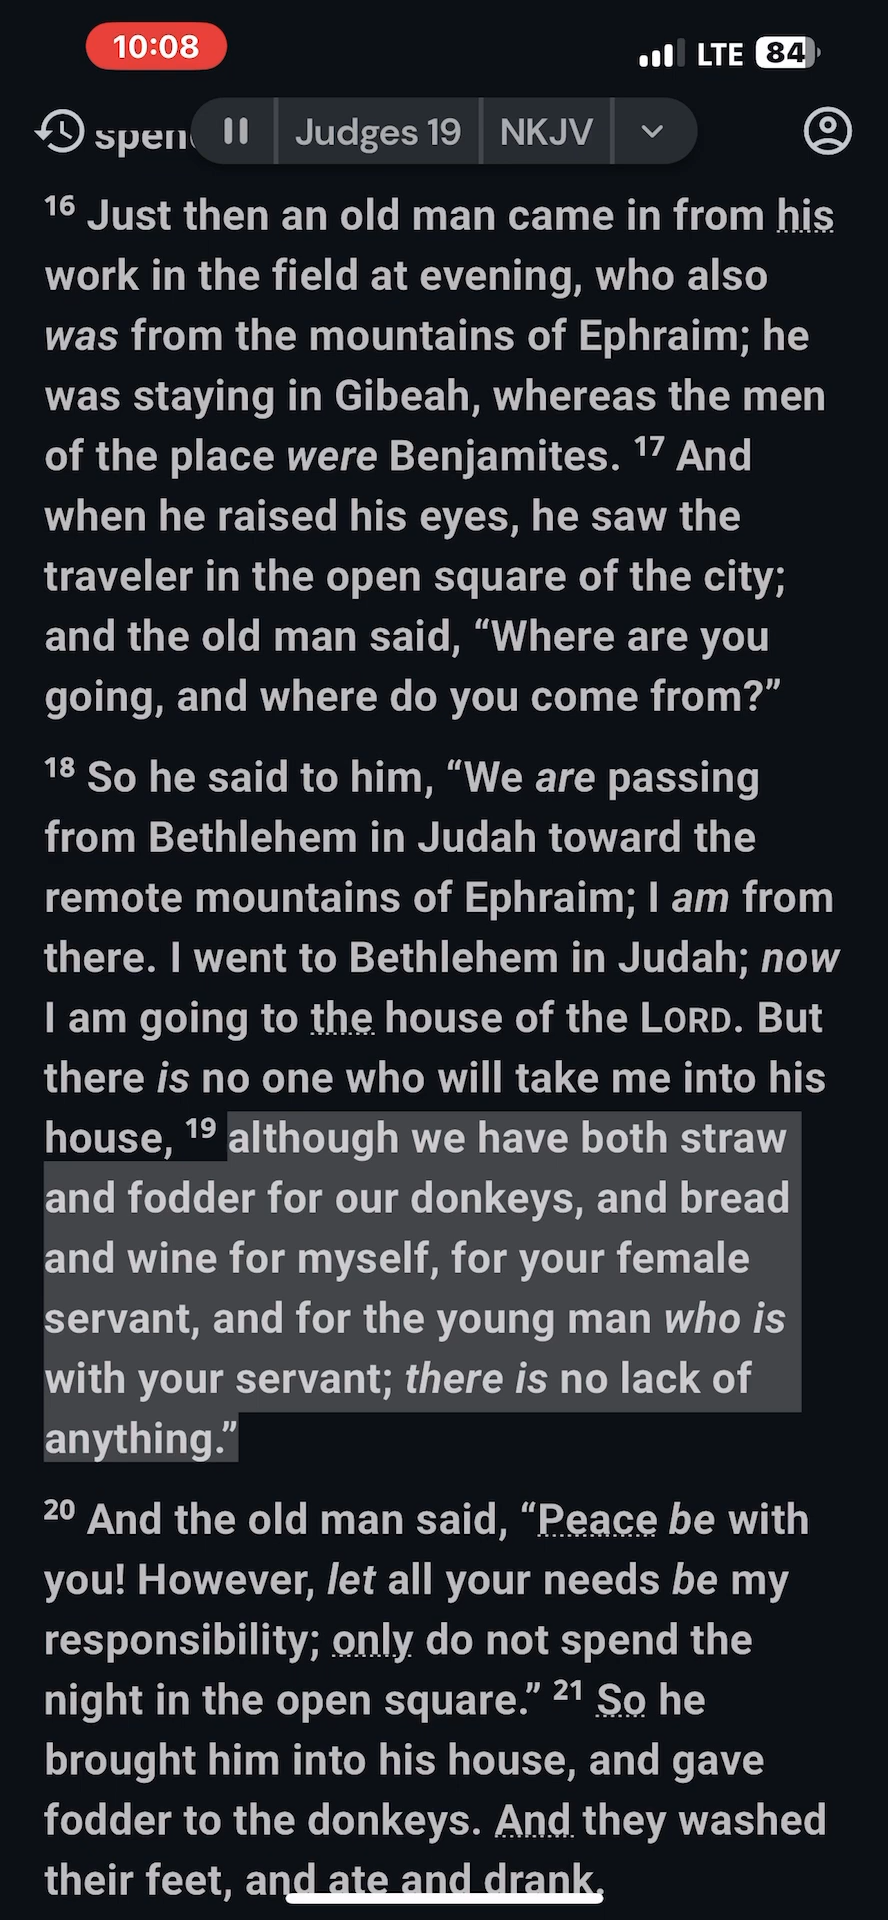 10:08 LTE 84
spen Judges 19 NKJV
16 Just then an old man came in from his
work in the field at evening, who also
was from the mountains of Ephraim; he
was staying in Gibeah, whereas the men
of the place were Benjamites. 17 And
when he raised his eyes, he saw the
traveler in the open square of the city;
and the old man said, “Where are you
going, and where do you come from?”
18 So he said to him, “We are passing
from Bethlehem in Judah toward the
remote mountains of Ephraim; I am from
there. I went to Bethlehem in Judah; now
I am going to the house of the LORD. But
there is no one who will take me into his
house, 19 although we have both straw
and fodder for our donkeys, and bread
and wine for myself, for your female
servant, and for the young man who is
with your servant; there is no lack of
anything.”
20 And the old man said, “Peace be with
you! However, let all your needs be my
responsibility; only do not spend the
night in the open square.” 21 So he
brought him into his house, and gave
fodder to the donkeys. And they washed
their feet, and ate and drank.